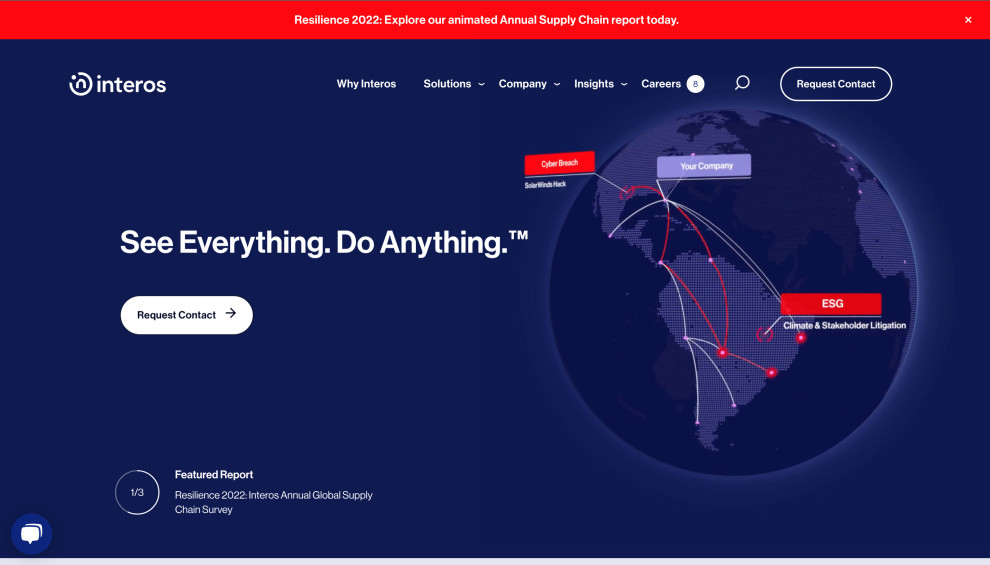 Resilience 2022: Explore our animated Annual Supply Chain report today. ×
interos
Why Interos Solutions Company Insights Careers 8 Request Contact
Cyber Breach
SolarWinds Hack
Your Company
See Everything. Do Anything.™
Request Contact →
ESG
Climate & Stakeholder Litigation
1/3
Featured Report
Resilience 2022: Interos Annual Global Supply
Chain Survey